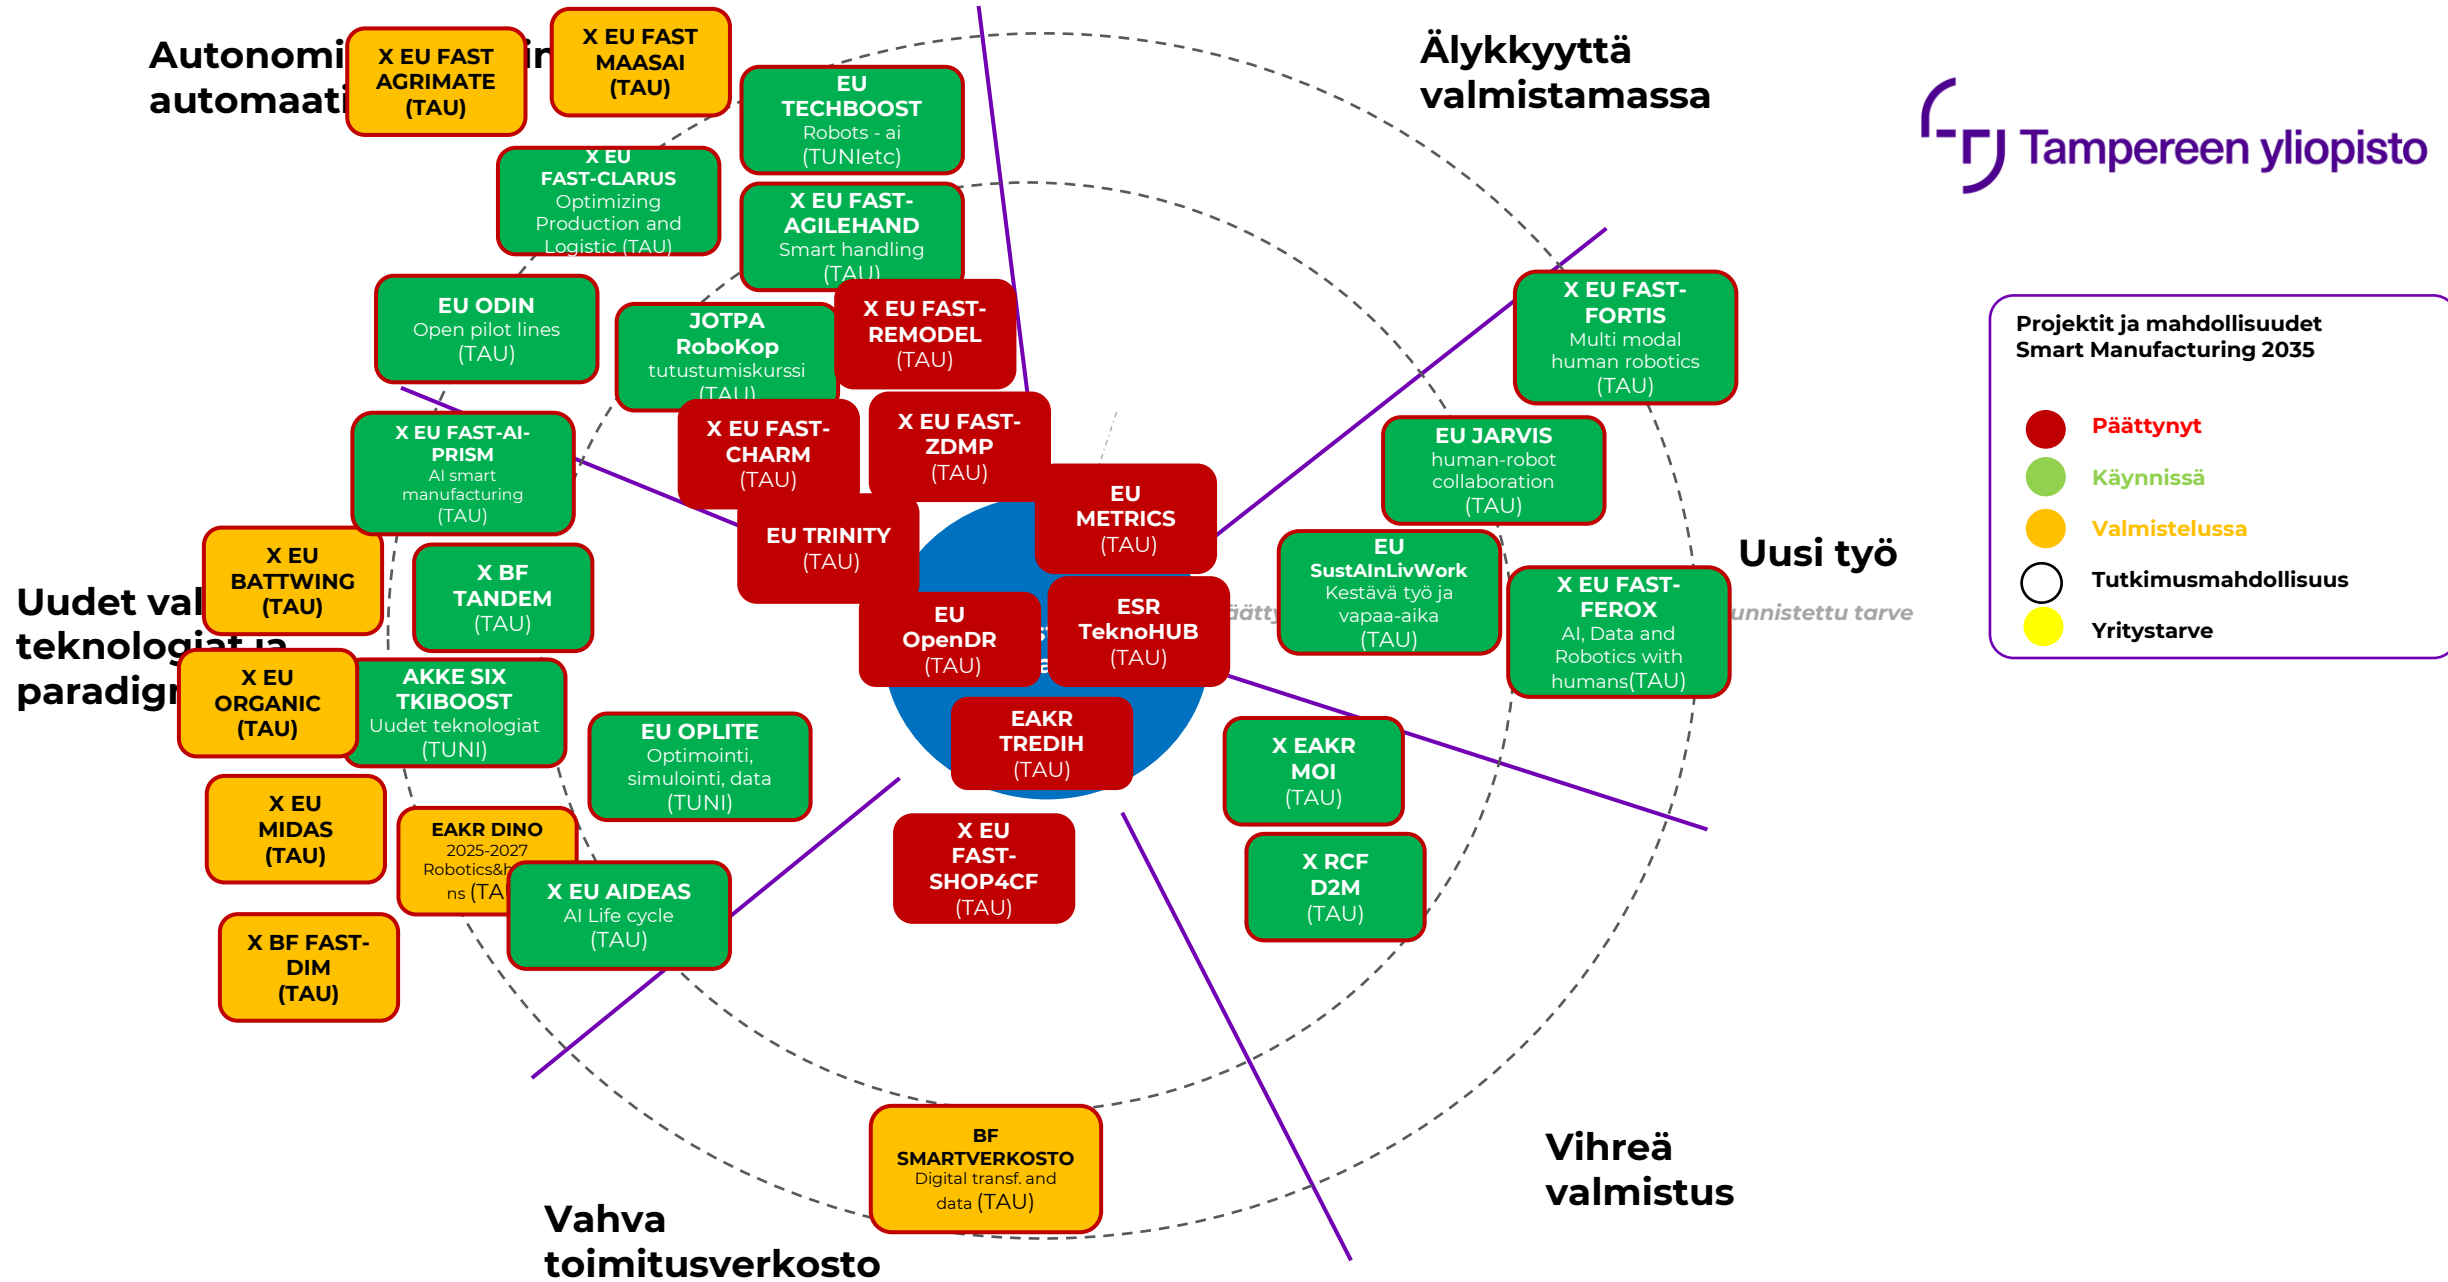 Autonomi
automaati
X EU FAST
AGRIMATE
(TAU)
X EU FAST
MAASAI
(TAU)
EU
TECHBOOST
Robots - ai
(TUNIetc)
X EU
FAST-CLARUS
Optimizing
Production and
Logistic (TAU)
X EU FAST-
AGILEHAND
Smart handling
(TAU)
EU ODIN
Open pilot lines
(TAU)
JOTPA
RoboKop
tutustumiskurssi
(TAU)
X EU FAST-
REMODEL
(TAU)
X EU FAST-
CHARM
(TAU)
X EU FAST-
ZDMP
(TAU)
EU TRINITY
(TAU)
EU
METRICS
(TAU)
EU
OpenDR
(TAU)
ESR
TeknoHUB
(TAU)
EAKR
TREDIH
(TAU)
X EU
FAST-
SHOP4CF
(TAU)
Älykkyyttä
valmistamassa
Tampereen yliopisto
X EU FAST-
FORTIS
Multi modal
human robotics
(TAU)
EU JARVIS
human-robot
collaboration
(TAU)
EU
SustAInLivWork
Kestävä työ ja
vapaa-aika
(TAU)
Uusi työ
X EU FAST-
FEROX
AI, Data and
Robotics with
humans(TAU)
unnistettu tarve
Projektit ja mahdollisuudet
Smart Manufacturing 2035
Päättynyt
Käynnissä
Valmistelussa
Tutkimusmahdollisuus
Yritystarve
X EU FAST-AI-
PRISM
AI smart
manufacturing
(TAU)
X EU
BATTWING
(TAU)
X BF
TANDEM
(TAU)
Uudet val
teknologiat ja
paradig
X EU
ORGANIC
(TAU)
AKKE SIX
TKIBOOST
Uudet teknologiat
(TUNI)
EU OPLITE
Optimointi,
simulointi, data
(TUNI)
X EU
MIDAS
(TAU)
EAKR DINO
2025-2027
Robotics&h
ns (TA
X EU AIDEAS
AI Life cycle
(TAU)
X BF FAST-
DIM
(TAU)
X EAKR
MOI
(TAU)
X RCF
D2M
(TAU)
BF
SMARTVERKOSTO
Digital transf. and
data (TAU)
Vihreä
valmistus
Vahva
toimitusverkosto